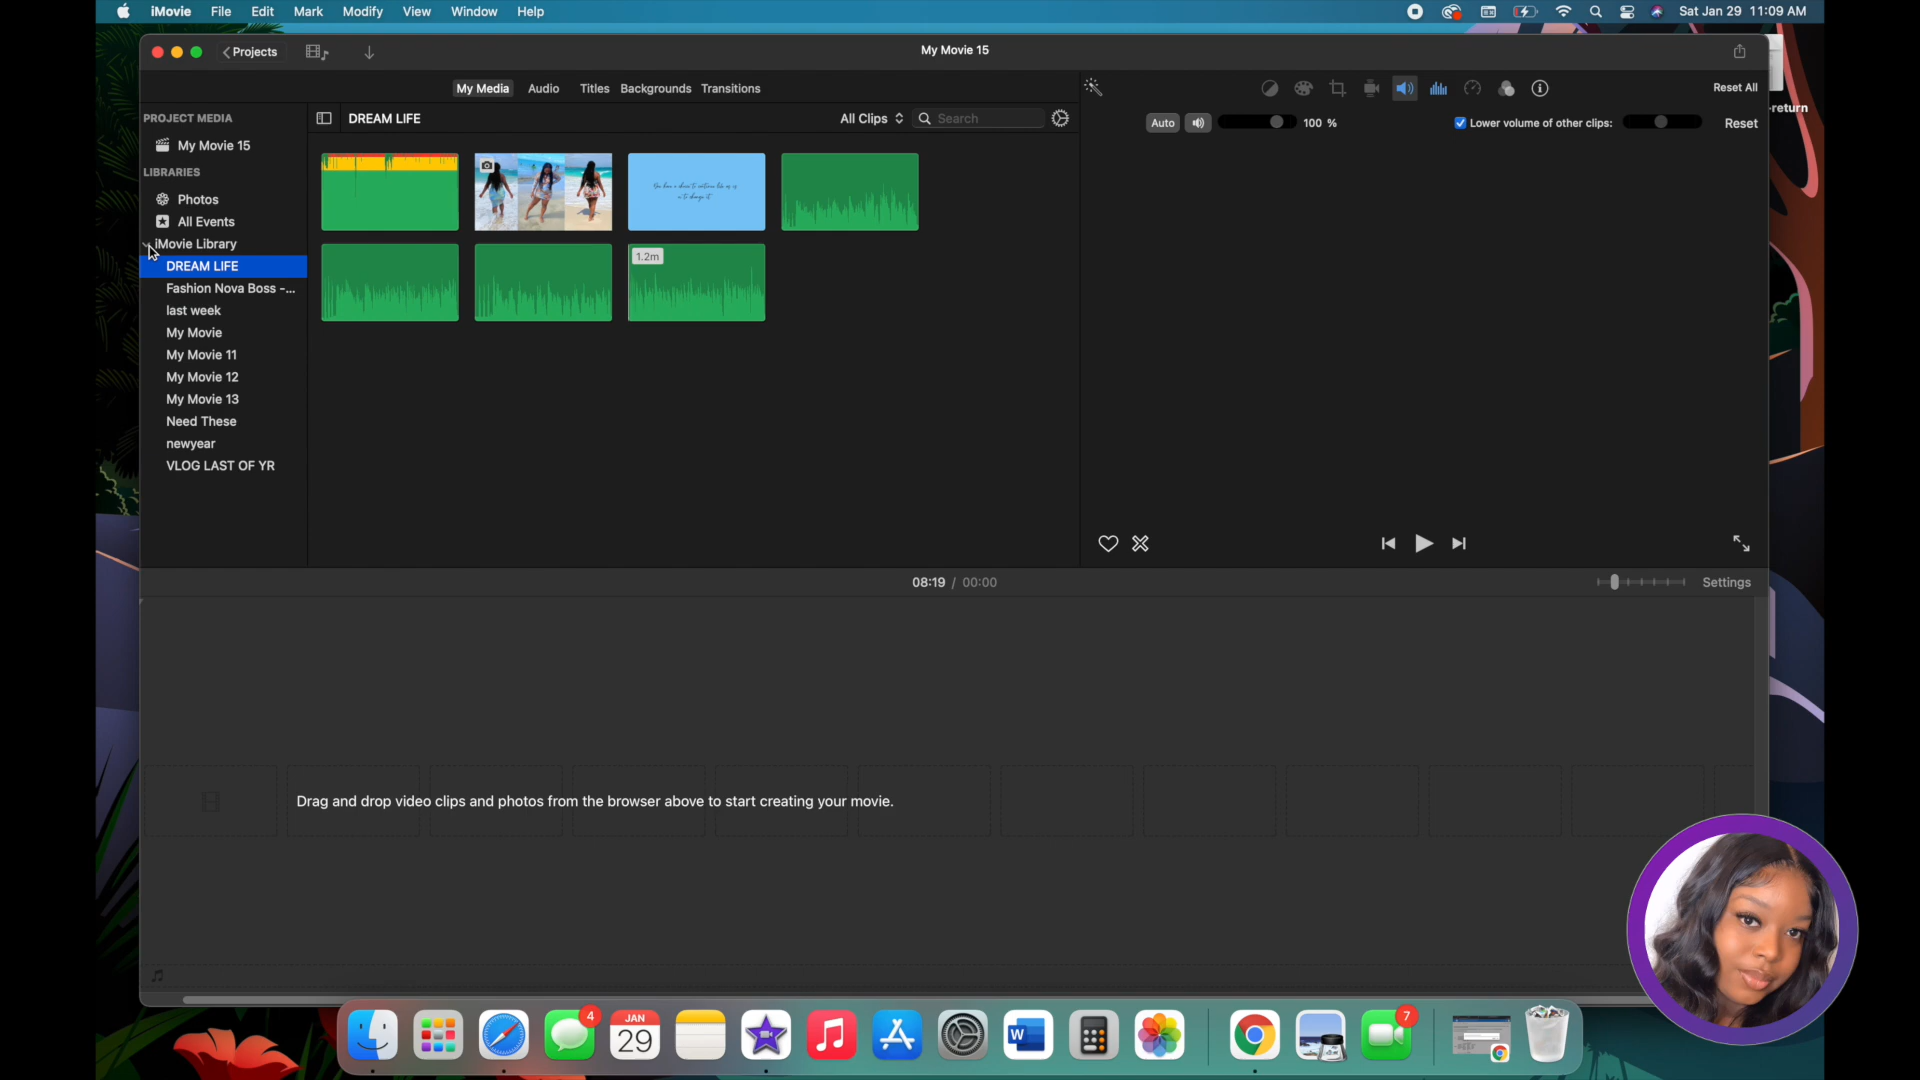 iMovie File Edit Mark Modify View Window Help
Sat Jan 29 11:09 AM
Projects
My Movie 15
-return
My Media Audio Titles Backgrounds Transitions
Reset All
PROJECT MEDIA
My Movie 15
LIBRARIES
Photos
All Events
iMovie Library
DREAM LIFE
Fashion Nova Boss -...
last week
My Movie
My Movie 11
My Movie 12
My Movie 13
Need These
newyear
VLOG LAST OF YR
DREAM LIFE
All Clips
Search
1.2m
Auto
100 %
Lower volume of other clips:
Reset
08:19 / 00:00
Settings
Drag and drop video clips and photos from the browser above to start creating your movie.
4
JAN
29
W
7